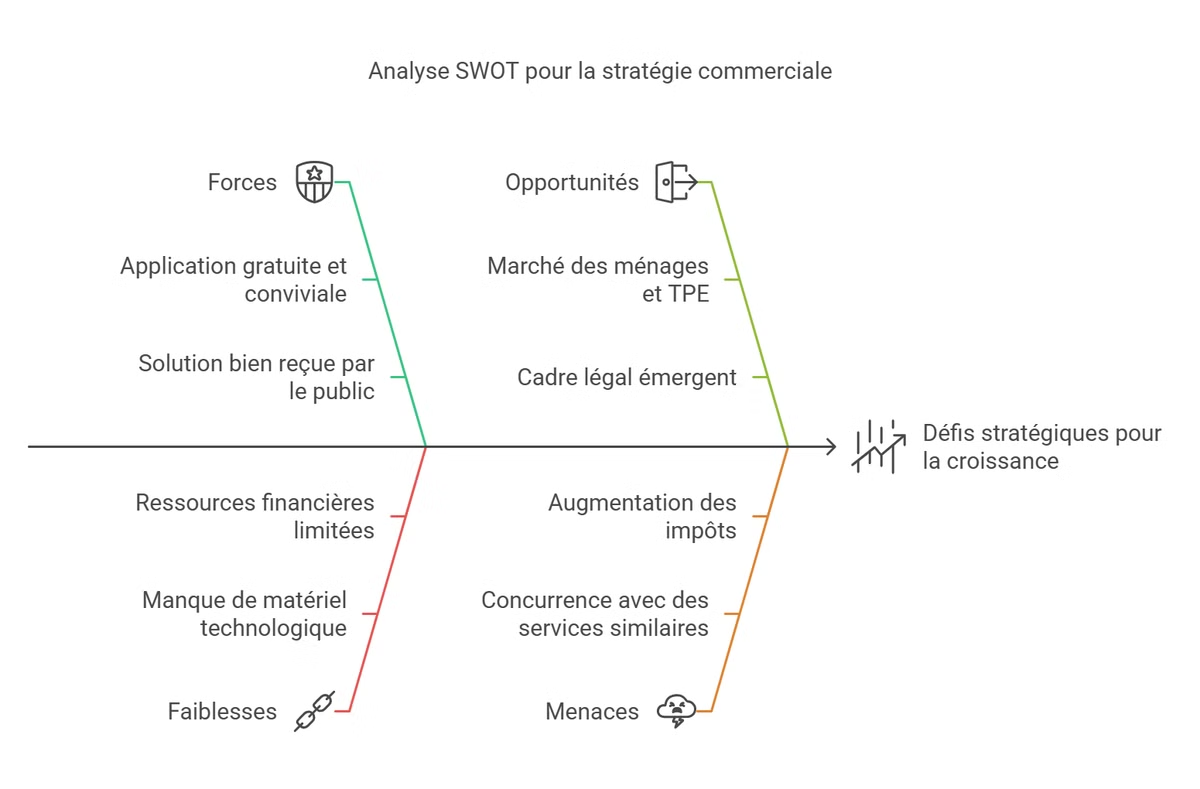 Analyse SWOT pour la stratégie commerciale
Forces
Application gratuite et
conviviale
Solution bien reçue par
le public
Opportunités
Marché des ménages
et TPE
Cadre légal émergent
Défis stratégiques pour
la croissance
Ressources financières
limitées
Manque de matériel
technologique
Faiblesses
Augmentation des
impôts
Concurrence avec des
services similaires
Menaces